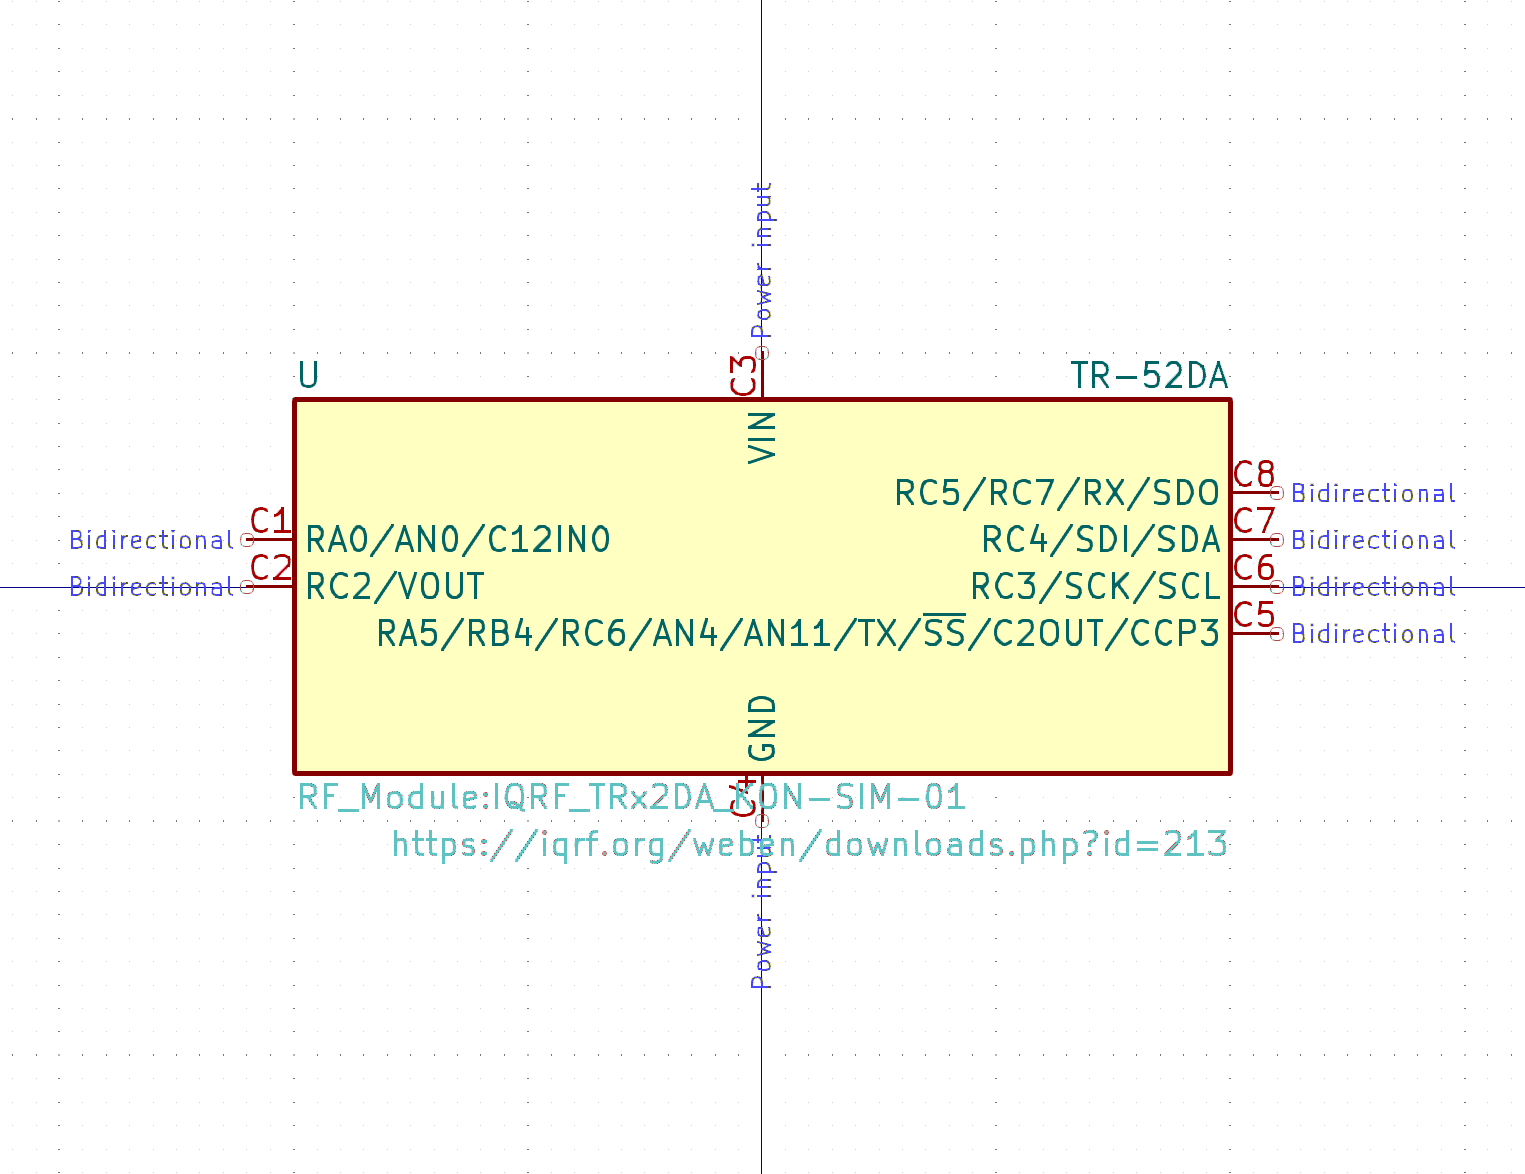 Power input
C3
U
TR-52DA
VIN
C8
RC5/RC7/RX/SDO
Bidirectional
C1
C7
Bidirectional
RA0/AN0/C12IN0
RC4/SDI/SDA
Bidirectional
C2
C6
Bidirectional
RC2/VOUT
RC3/SCK/SCL
Bidirectional
C5
RA5/RB4/RC6/AN4/AN11/TX/S̅S̅/C2OUT/CCP3
Bidirectional
GND
C4
RF_Module:IQRF_TRx2DA_KON-SIM-01
https://iqrf.org/weben/downloads.php?id=213
Power input